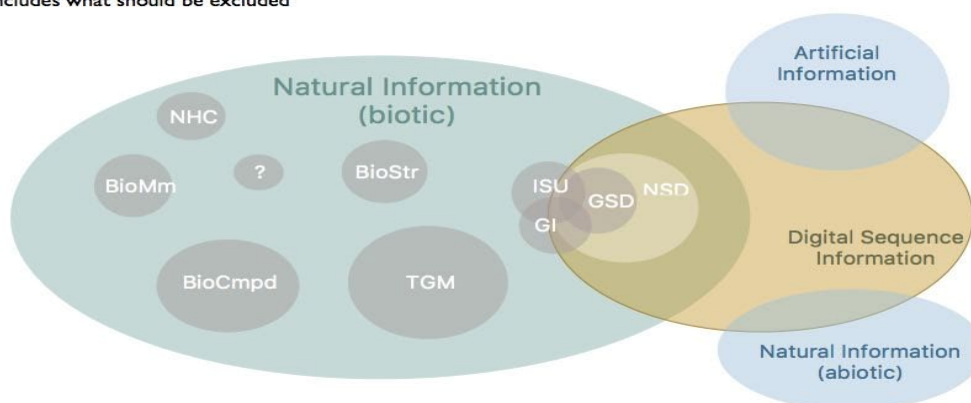 ncludes what should be excluded
Artificial
Information
Natural Information
(biotic)
NHC
?
BioStr
BioMm
ISU
GSD
NSD
GI
Digital Sequence
Information
BioCmpd
TGM
Natural Information
(abiotic)